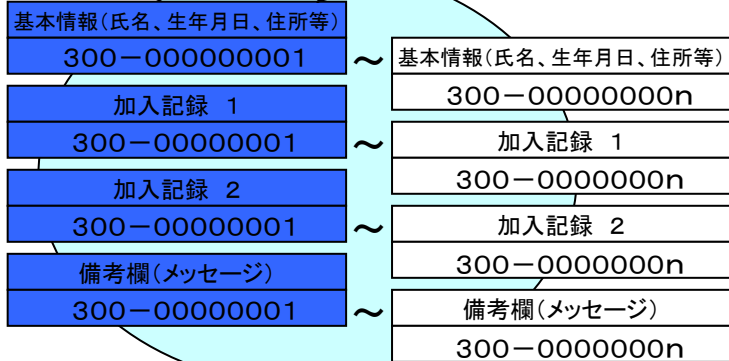 基本情報(氏名、生年月日、住所等)
300-000000001
～
基本情報(氏名、生年月日、住所等)
300-00000000n
加入記録 1
300-00000001
～
加入記録 1
300-0000000n
加入記録 2
300-00000001
～
加入記録 2
300-0000000n
備考欄(メッセージ)
300-00000001
～
備考欄(メッセージ)
300-0000000n